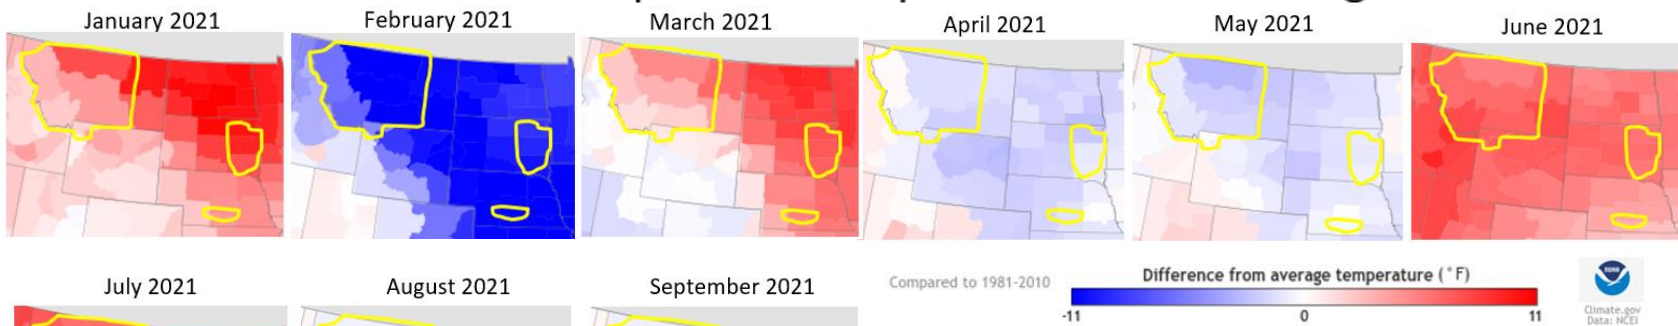 January 2021
February 2021
March 2021
April 2021
May 2021
June 2021
July 2021
August 2021
September 2021
Compared to 1981-2010
Difference from average temperature (°F)
-11
0
11
NOAA
Climate.gov
Data: NCEI